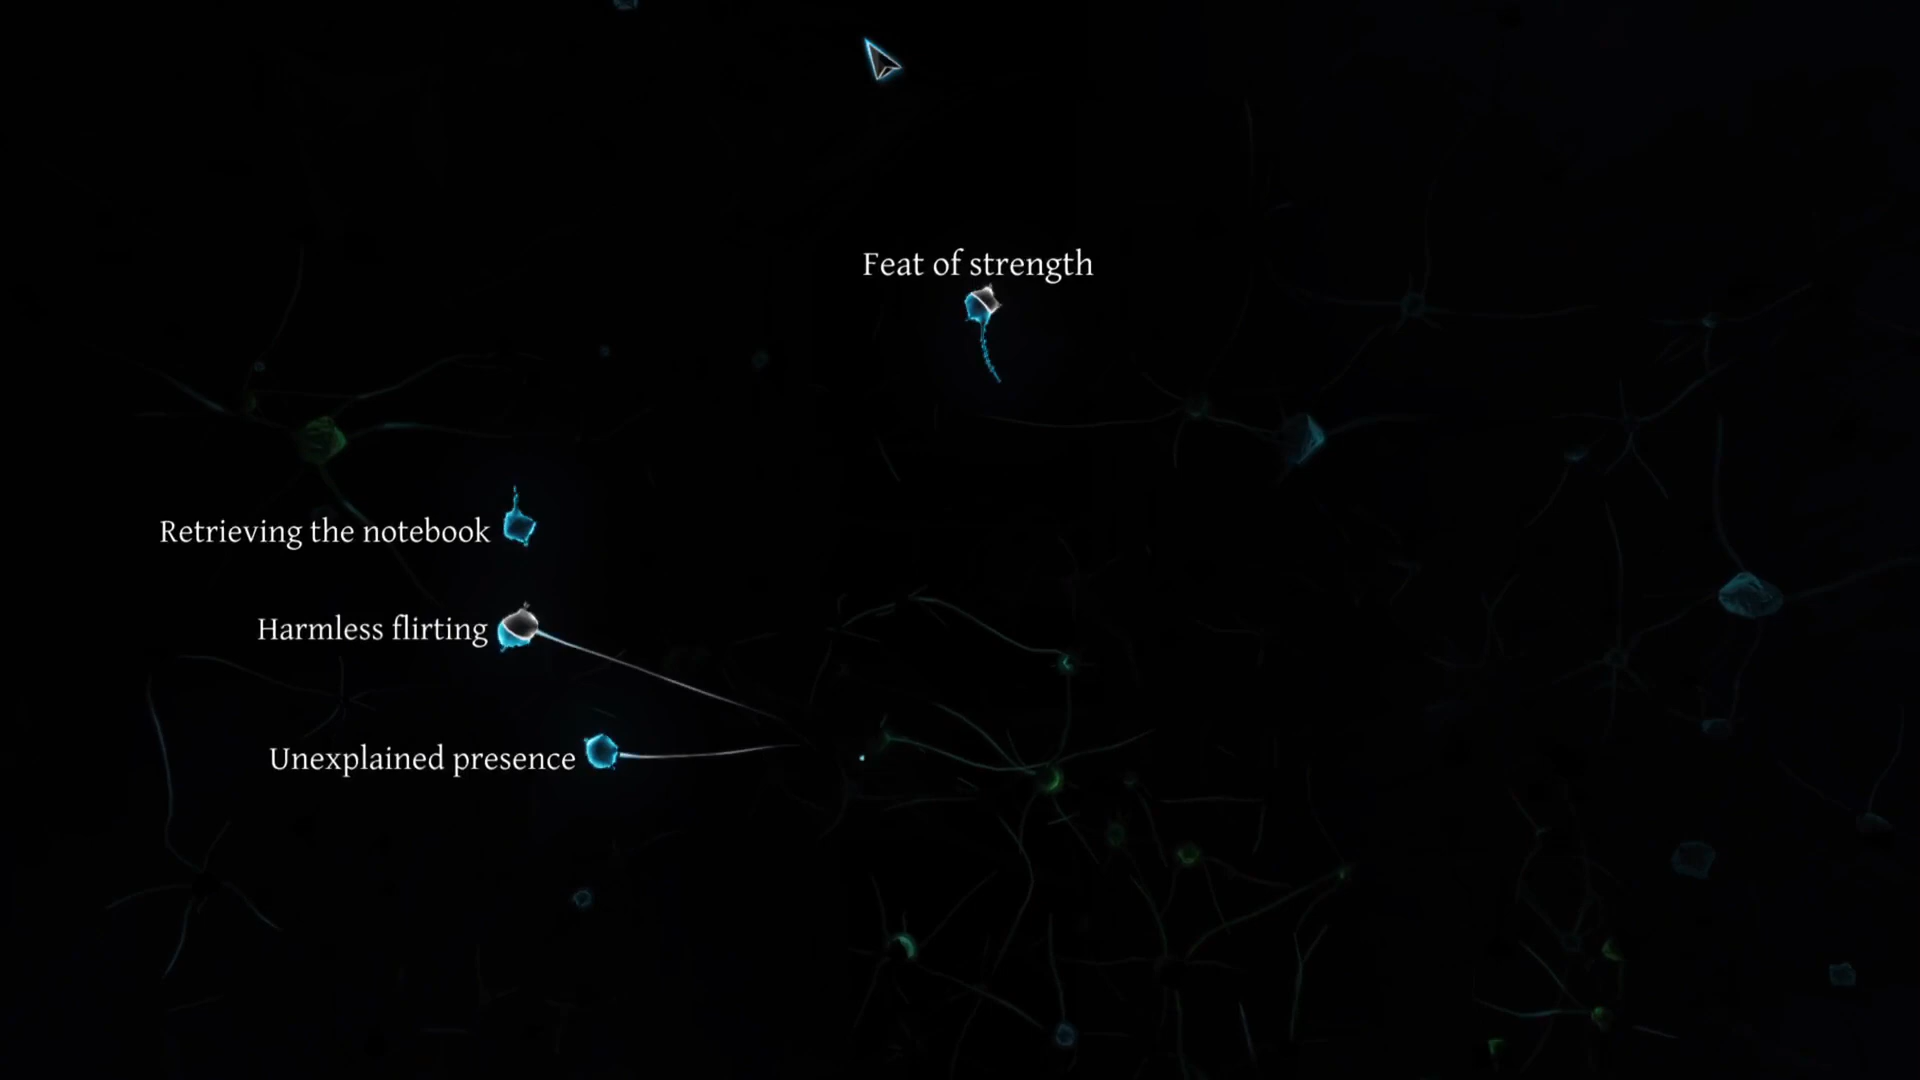 Feat of strength
Retrieving the notebook
Harmless flirting
Unexplained presence